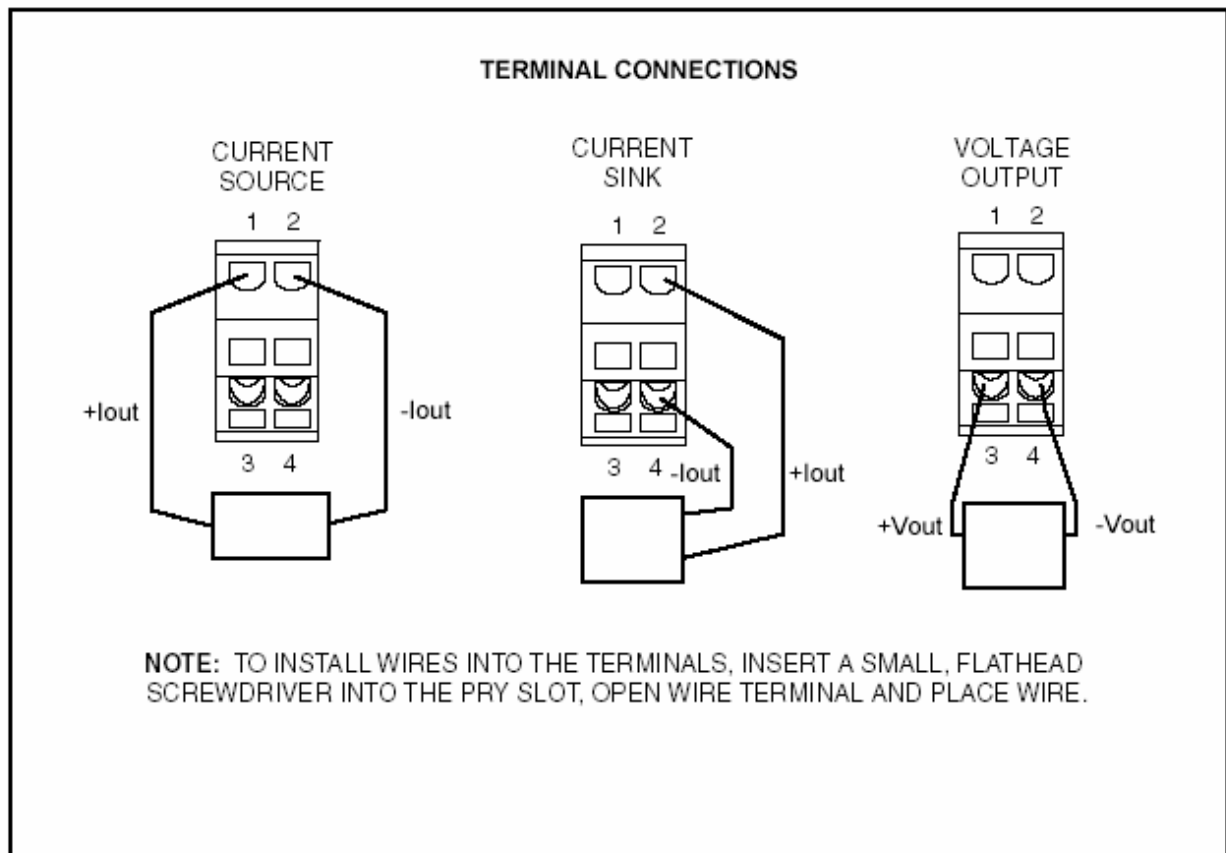 TERMINAL CONNECTIONS
CURRENT
SOURCE
1 2
+Iout
-Iout
3 4
CURRENT
SINK
1 2
3 4
-Iout
+Iout
VOLTAGE
OUTPUT
1 2
3 4
+Vout
-Vout
NOTE: TO INSTALL WIRES INTO THE TERMINALS, INSERT A SMALL, FLATHEAD
SCREWDRIVER INTO THE PRY SLOT, OPEN WIRE TERMINAL AND PLACE WIRE.